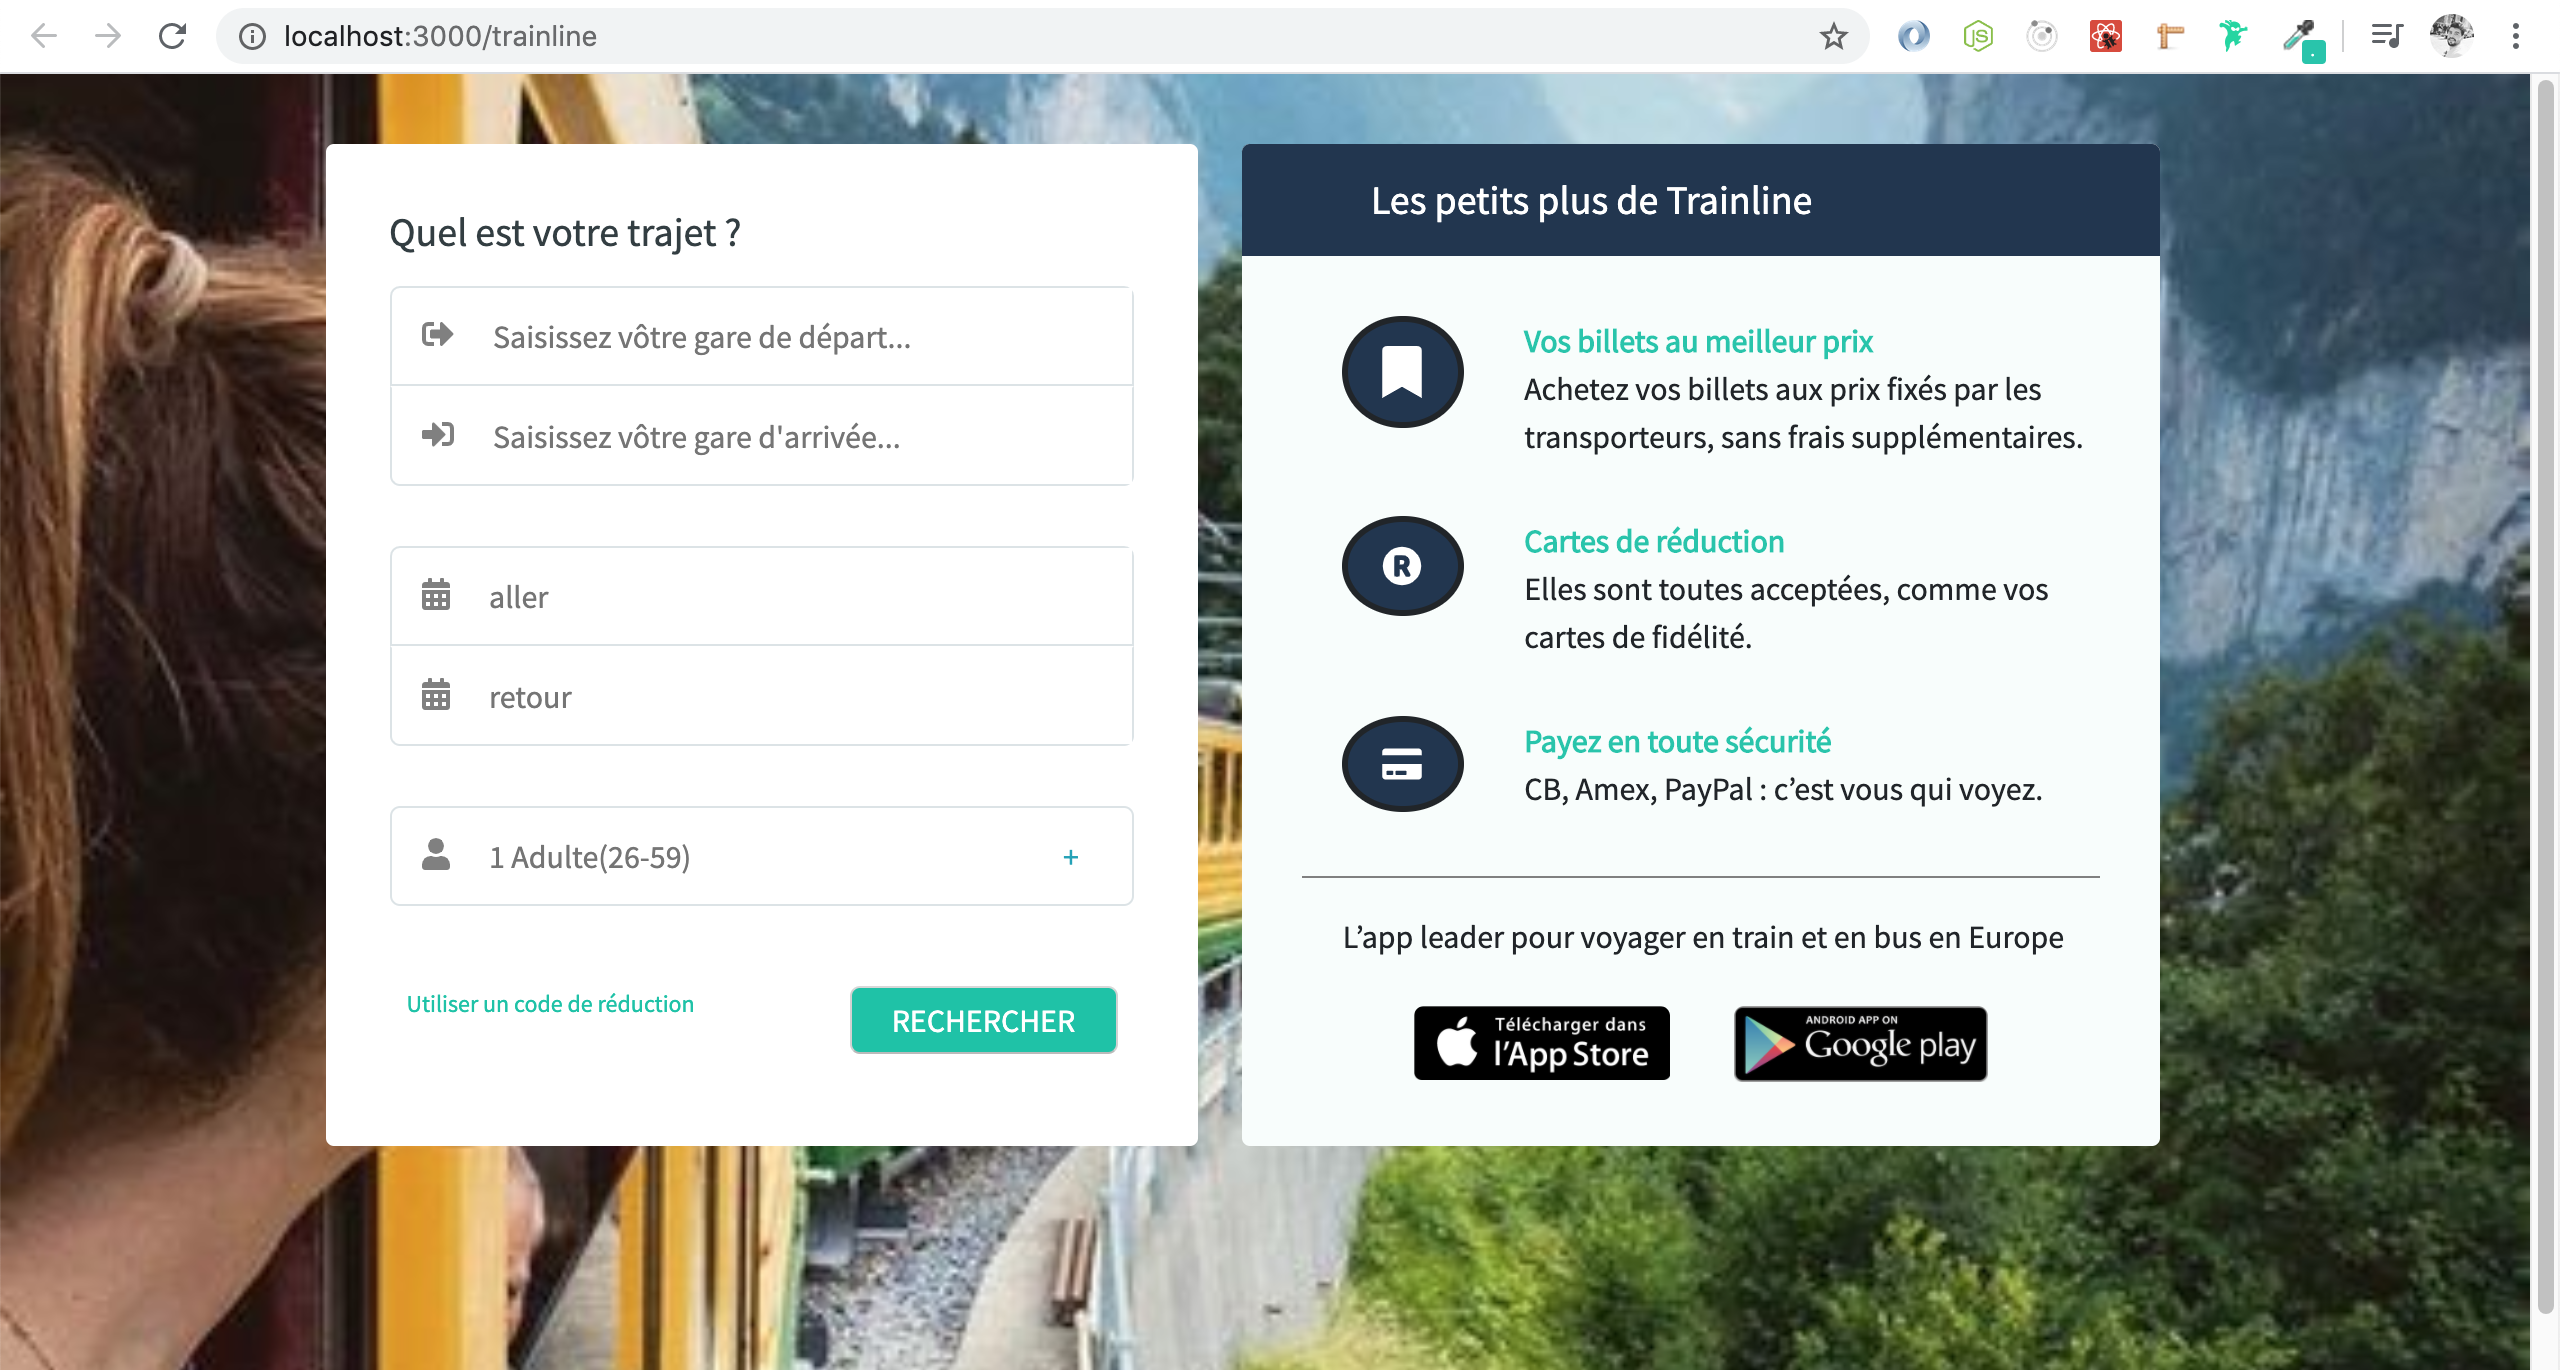 localhost:3000/trainline
Quel est votre trajet ?
Saisissez vôtre gare de départ...
Saisissez vôtre gare d'arrivée...
aller
retour
1 Adulte(26-59)
+
Utiliser un code de réduction
RECHERCHER
Les petits plus de Trainline
Vos billets au meilleur prix
Achetez vos billets aux prix fixés par les
transporteurs, sans frais supplémentaires.
R
Cartes de réduction
Elles sont toutes acceptées, comme vos
cartes de fidélité.
Payez en toute sécurité
CB, Amex, PayPal : c’est vous qui voyez.
L’app leader pour voyager en train et en bus en Europe
Télécharger dans
l’App Store
ANDROID APP ON
Google play